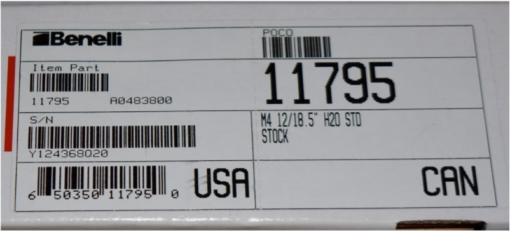 Benelli
POCO
Item Part
11795 A0483800
11795
S/N
Y124368Q20
M4 12/18.5" H2O STD
STOCK
6 50350 11795 0
USA
CAN